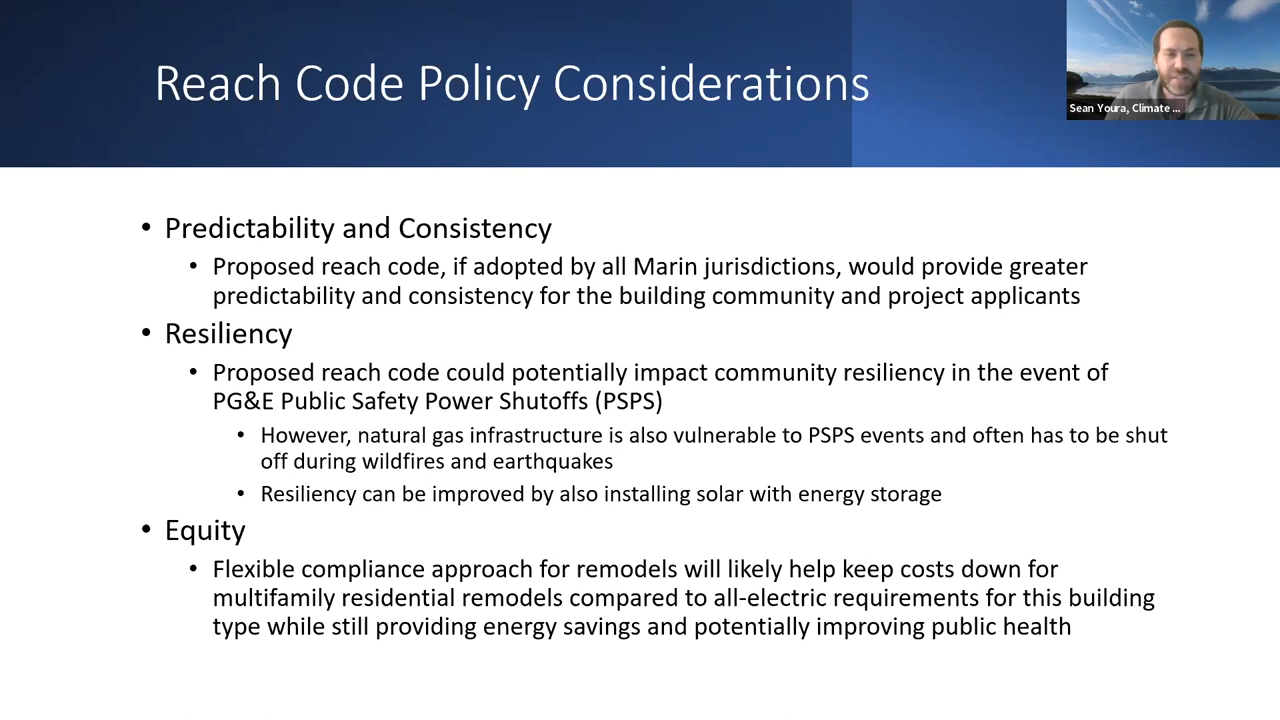 Reach Code Policy Considerations
Sean Youra, Climate ...
• Predictability and Consistency
• Proposed reach code, if adopted by all Marin jurisdictions, would provide greater
predictability and consistency for the building community and project applicants
• Resiliency
• Proposed reach code could potentially impact community resiliency in the event of
PG&E Public Safety Power Shutoffs (PSPS)
• However, natural gas infrastructure is also vulnerable to PSPS events and often has to be shut
off during wildfires and earthquakes
• Resiliency can be improved by also installing solar with energy storage
• Equity
• Flexible compliance approach for remodels will likely help keep costs down for
multifamily residential remodels compared to all-electric requirements for this building
type while still providing energy savings and potentially improving public health